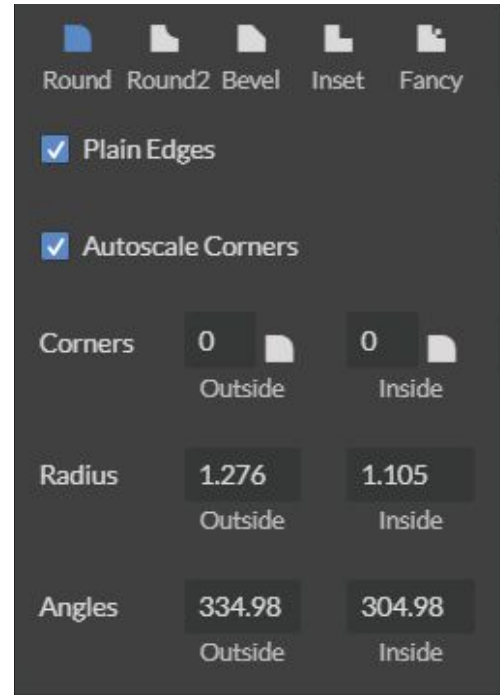 Round Round2 Bevel Inset Fancy
Plain Edges
Autoscale Corners
Corners 0 0
Outside Inside
Radius 1.276 1.105
Outside Inside
Angles 334.98 304.98
Outside Inside